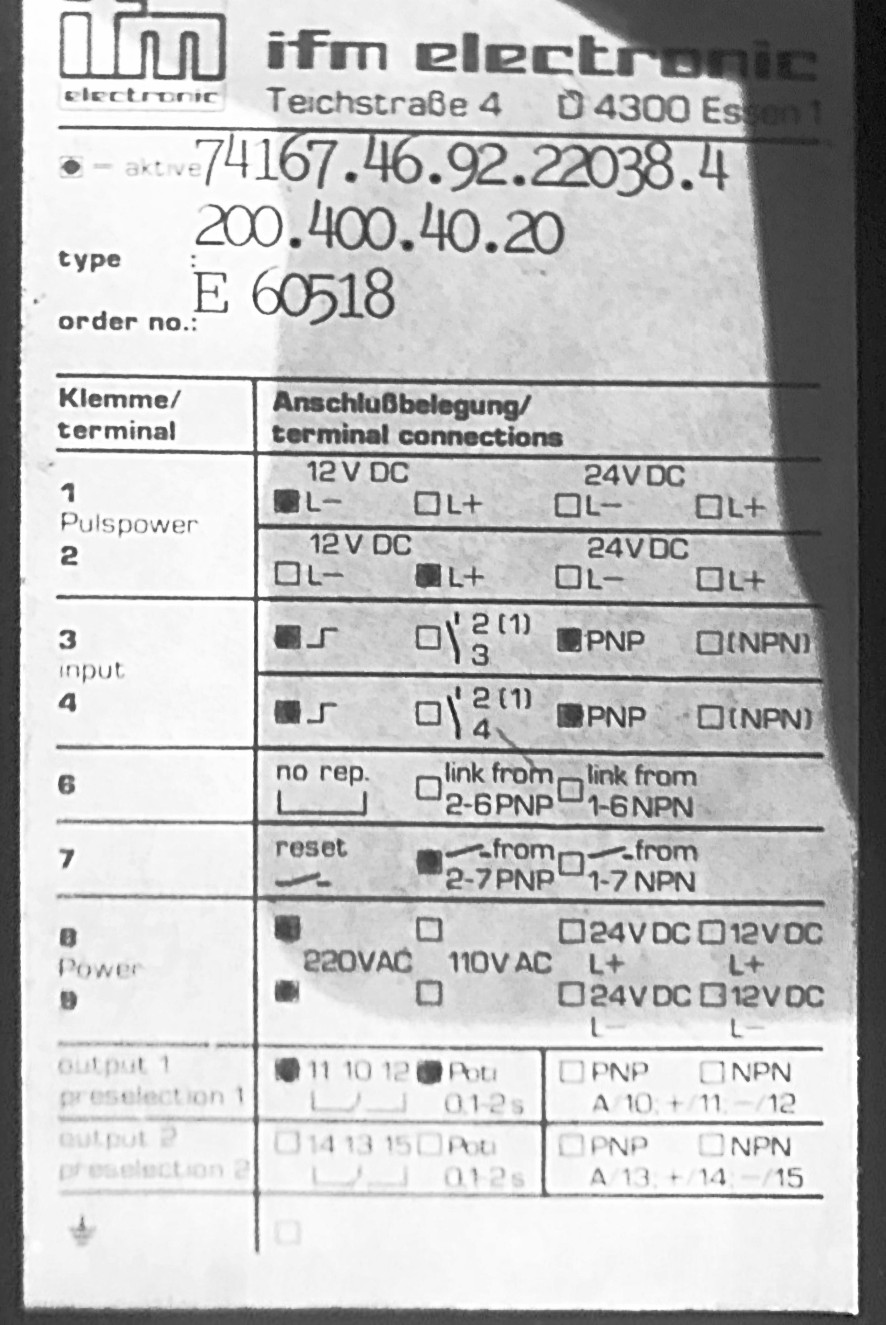 ifm
electronic
ifm electronic
Teichstraße 4 D 4300 Essen 1
– aktive 74167.46.92.22038.4
200.400.40.20
type :
E 60518
order no.:
Klemme/ Anschlußbelegung/
terminal terminal connections
12 V DC 24V DC
1 L– L+ L– L+
Pulspower
12 V DC 24V DC
2 L– L+ L– L+
3 2 (1) PNP (NPN)
input 3
4 2 (1) PNP (NPN)
4
6 no rep. link from link from
2-6 PNP 1-6 NPN
7 reset from from
2-7 PNP 1-7 NPN
8 24V DC 12V DC
Power 220VAC 110V AC L+ L+
9 24V DC 12V DC
L– L–
output 1 11 10 12 Poti PNP NPN
preselection 1 0,1-2s A/10; +/11; –/12
output 2 14 13 15 Poti PNP NPN
preselection 2 0,1-2s A/13; +/14; –/15